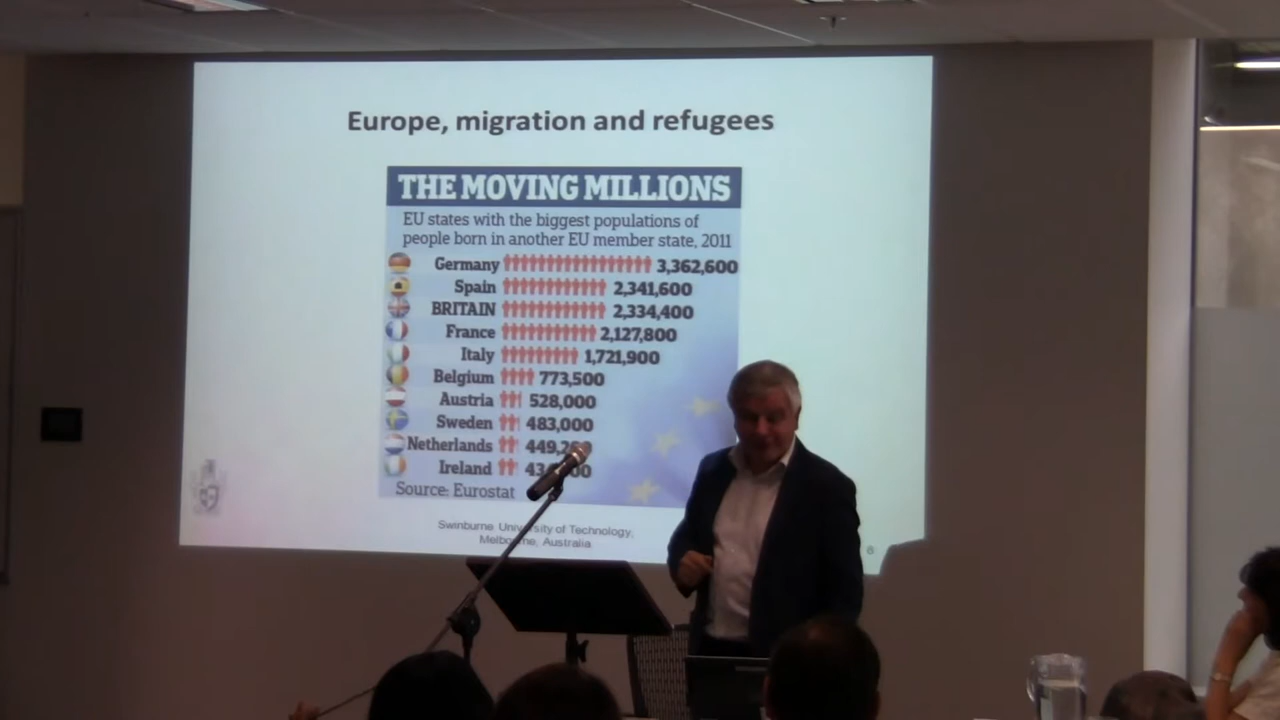 Europe, migration and refugees
THE MOVING MILLIONS
EU states with the biggest populations of
people born in another EU member state, 2011
Germany 3,362,600
Spain 2,341,600
BRITAIN 2,334,400
France 2,127,800
Italy 1,721,900
Belgium 773,500
Austria 528,000
Sweden 483,000
Netherlands
Ireland
Source: Eurostat
Swinburne University of Technology,
Melbourne, Australia
6